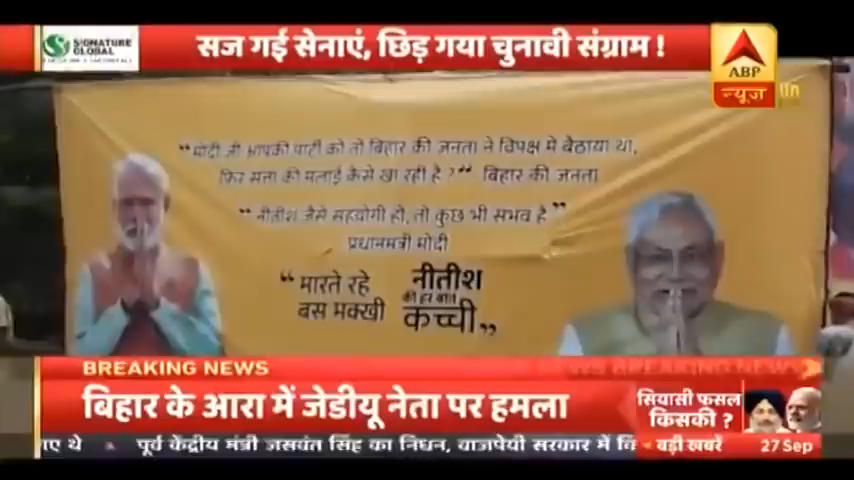 SIGNATURE GLOBAL
सज गई सेनाएं, छिड़ गया चुनावी संग्राम !
ABP
न्यूज़
"मोदी जी आपकी पार्टी को तो बिहार की जनता ने विपक्ष मे बैठाया था,
फिर सत्ता की मलाई कैसे खा रही है ?" बिहार की जनता
"नीतीश जैसे सहयोगी हो, तो कुछ भी संभव है"
प्रधानमंत्री मोदी
"मारते रहे
बस मक्खी
नीतीश
की हर बात
कच्ची"
BREAKING NEWS
बिहार के आरा में जेडीयू नेता पर हमला
सियासी फसल
किसकी ?
ए थे पूर्व केंद्रीय मंत्री जसवंत सिंह का निधन, वाजपेयी सरकार में
बड़ी खबरें
27 Sep